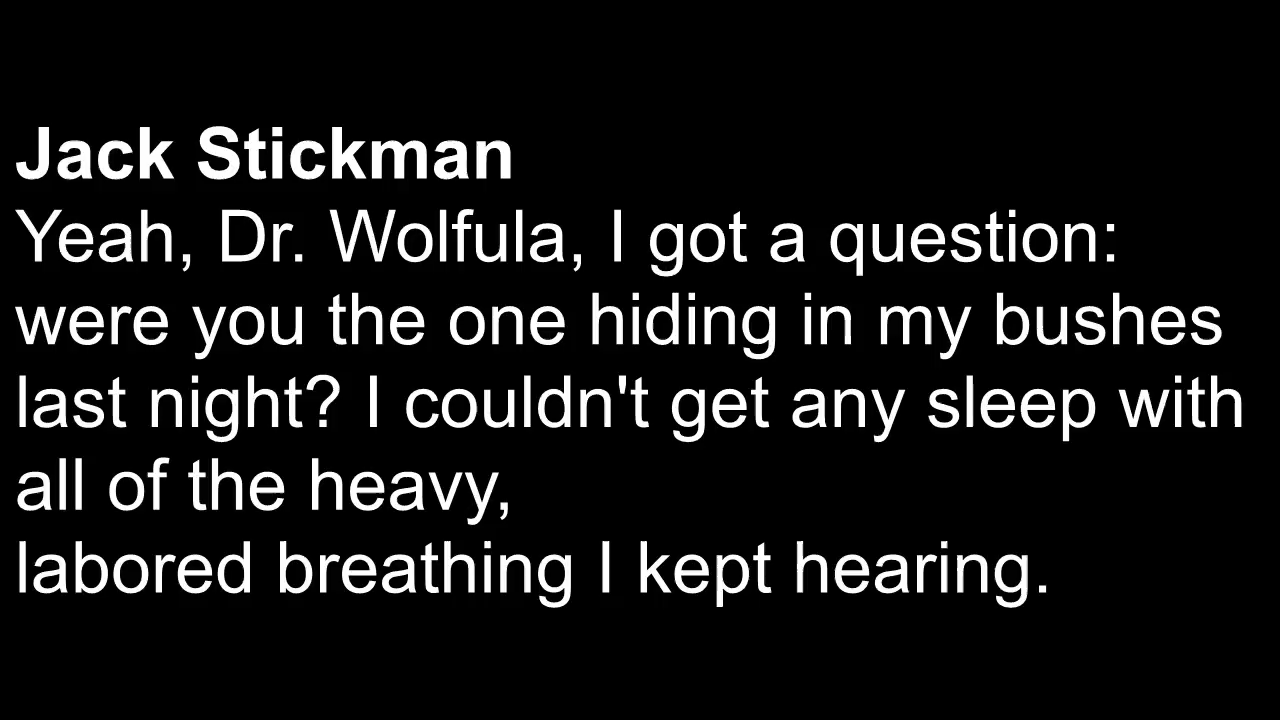 Jack Stickman
Yeah, Dr. Wolfula, I got a question:
were you the one hiding in my bushes
last night? I couldn't get any sleep with
all of the heavy,
labored breathing I kept hearing.